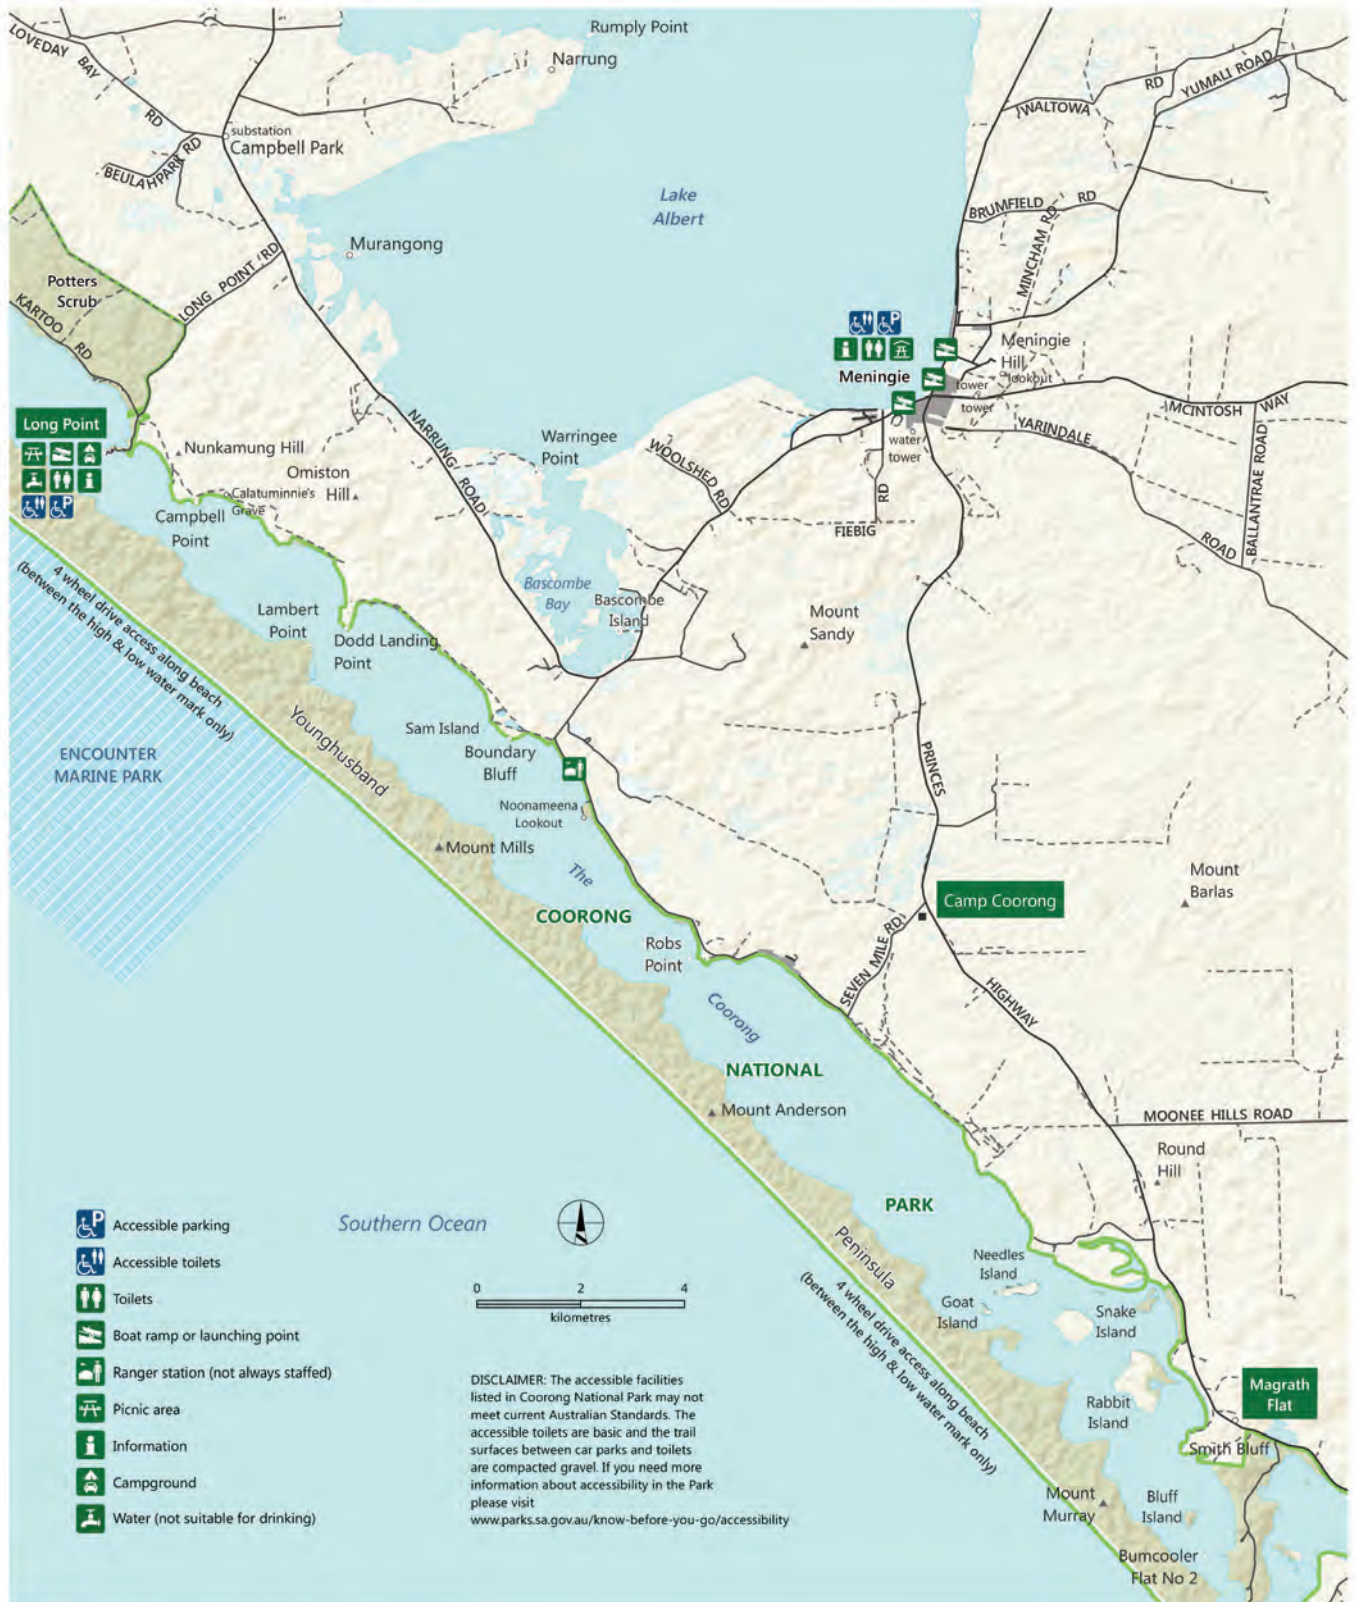 Rumply Point
Narrung
LOVEDAY BAY RD
substation
Campbell Park
BEULAHPARK RD
Lake
Albert
WALTOWA RD
YUMALI ROAD
BRUMFIELD RD
MINCHAM RD
Murangong
Potters
Scrub
KARTOO RD
LONG POINT RD
Meningie
Meningie
Hill
lookout
tower
tower
water
tower
MCINTOSH WAY
YARINDALE ROAD
BALLANTRAE ROAD
Long Point
Nunkamung Hill
Omiston
Hill
Calatuminnie's
Grave
Campbell
Point
NARRUNG ROAD
Warringee
Point
WOOLSHED RD
FIEBIG RD
Bascombe
Bay
Bascombe
Island
Mount
Sandy
Lambert
Point
Dodd Landing
Point
4 wheel drive access along beach
(between the high & low water mark only)
ENCOUNTER
MARINE PARK
Younghusband
Sam Island
Boundary
Bluff
Noonameena
Lookout
Mount Mills
PRINCES
Mount
Barlas
Camp Coorong
The
COORONG
Robs
Point
SEVEN MILE RD
Coorong
HIGHWAY
NATIONAL
Mount Anderson
MOONEE HILLS ROAD
Round
Hill
PARK
Peninsula
Needles
Island
Goat
Island
Snake
Island
4 wheel drive access along beach
(between the high & low water mark only)
Rabbit
Island
Magrath
Flat
Smith Bluff
Mount
Murray
Bluff
Island
Bumcooler
Flat No 2
Southern Ocean
0 2 4
kilometres
P Accessible parking
Accessible toilets
Toilets
Boat ramp or launching point
Ranger station (not always staffed)
Picnic area
Information
Campground
Water (not suitable for drinking)
DISCLAIMER: The accessible facilities
listed in Coorong National Park may not
meet current Australian Standards. The
accessible toilets are basic and the trail
surfaces between car parks and toilets
are compacted gravel. If you need more
information about accessibility in the Park
please visit
www.parks.sa.gov.au/know-before-you-go/accessibility